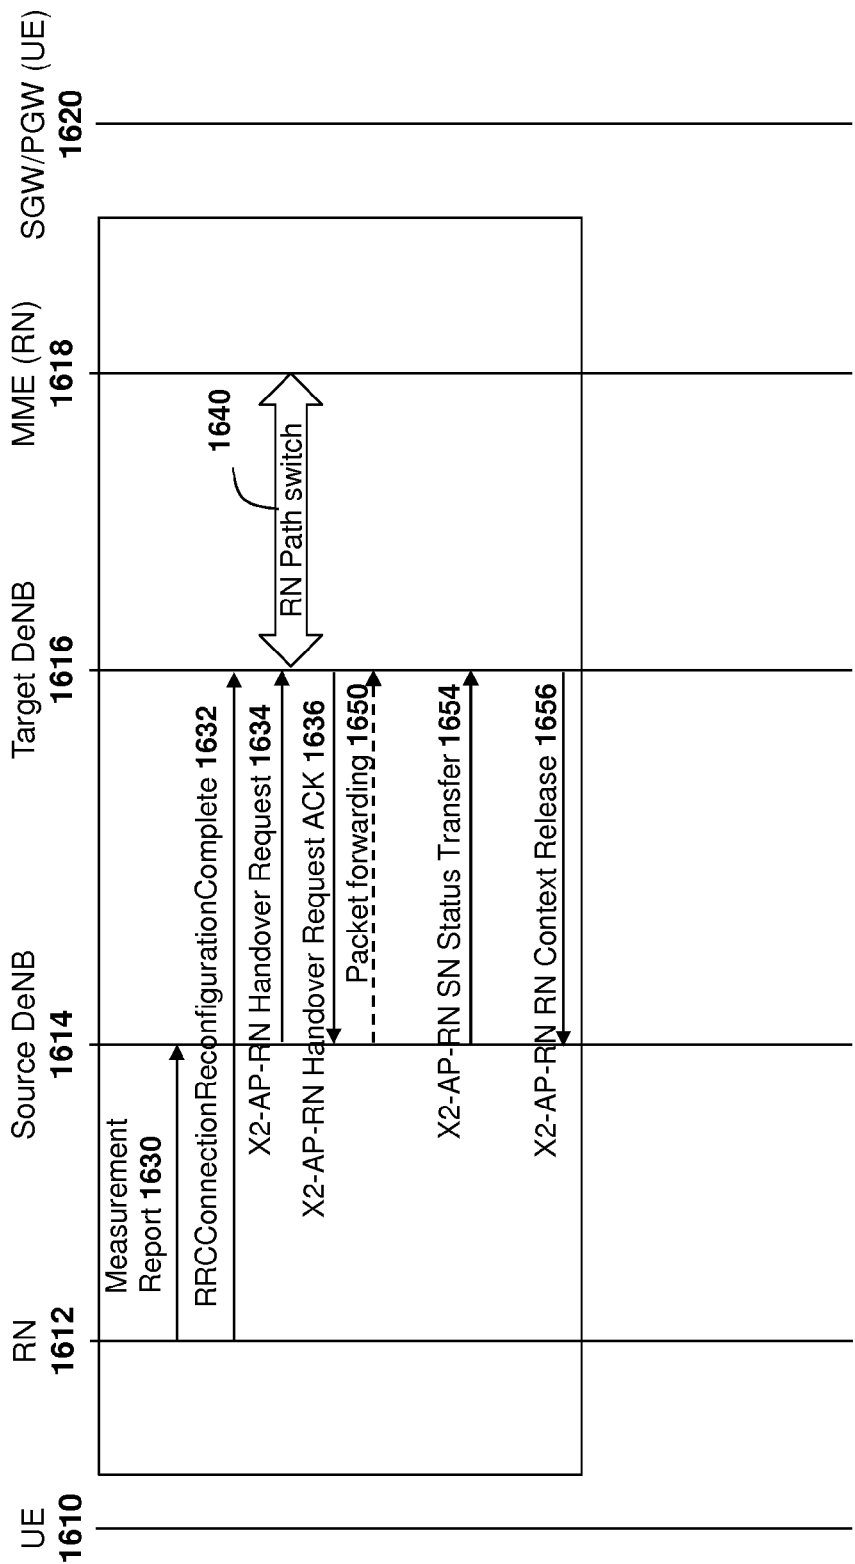 UE
1610
RN
1612
Source DeNB
1614
Target DeNB
1616
MME (RN)
1618
SGW/PGW (UE)
1620
Measurement
Report 1630
RRCConnectionReconfigurationComplete 1632
X2-AP-RN Handover Request 1634
1640
RN Path switch
X2-AP-RN Handover Request ACK 1636
Packet forwarding 1650
X2-AP-RN SN Status Transfer 1654
X2-AP-RN RN Context Release 1656